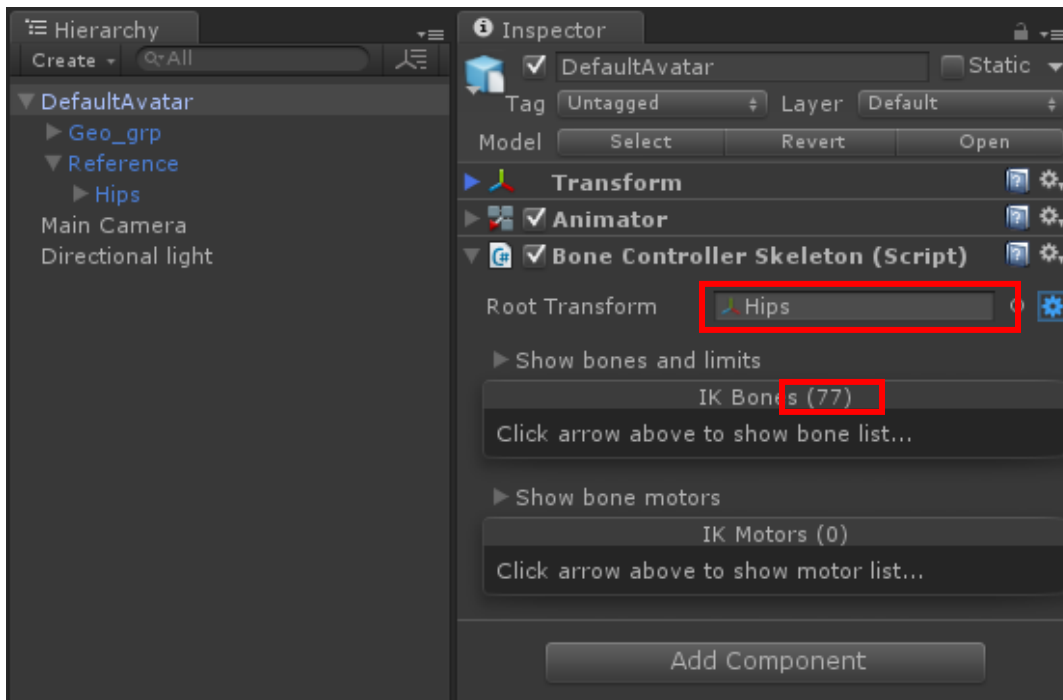 Hierarchy
Create All
DefaultAvatar
Geo_grp
Reference
Hips
Main Camera
Directional light
Inspector
DefaultAvatar Static
Tag Untagged Layer Default
Model Select Revert Open
Transform
Animator
Bone Controller Skeleton (Script)
Root Transform Hips
Show bones and limits
IK Bones (77)
Click arrow above to show bone list...
Show bone motors
IK Motors (0)
Click arrow above to show motor list...
Add Component